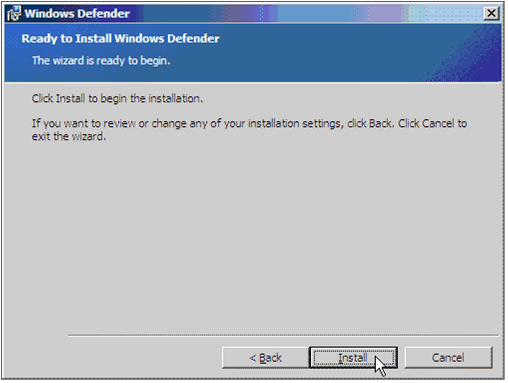 Windows Defender
Ready to Install Windows Defender
The wizard is ready to begin.
Click Install to begin the installation.
If you want to review or change any of your installation settings, click Back. Click Cancel to
exit the wizard.
< Back
Install
Cancel